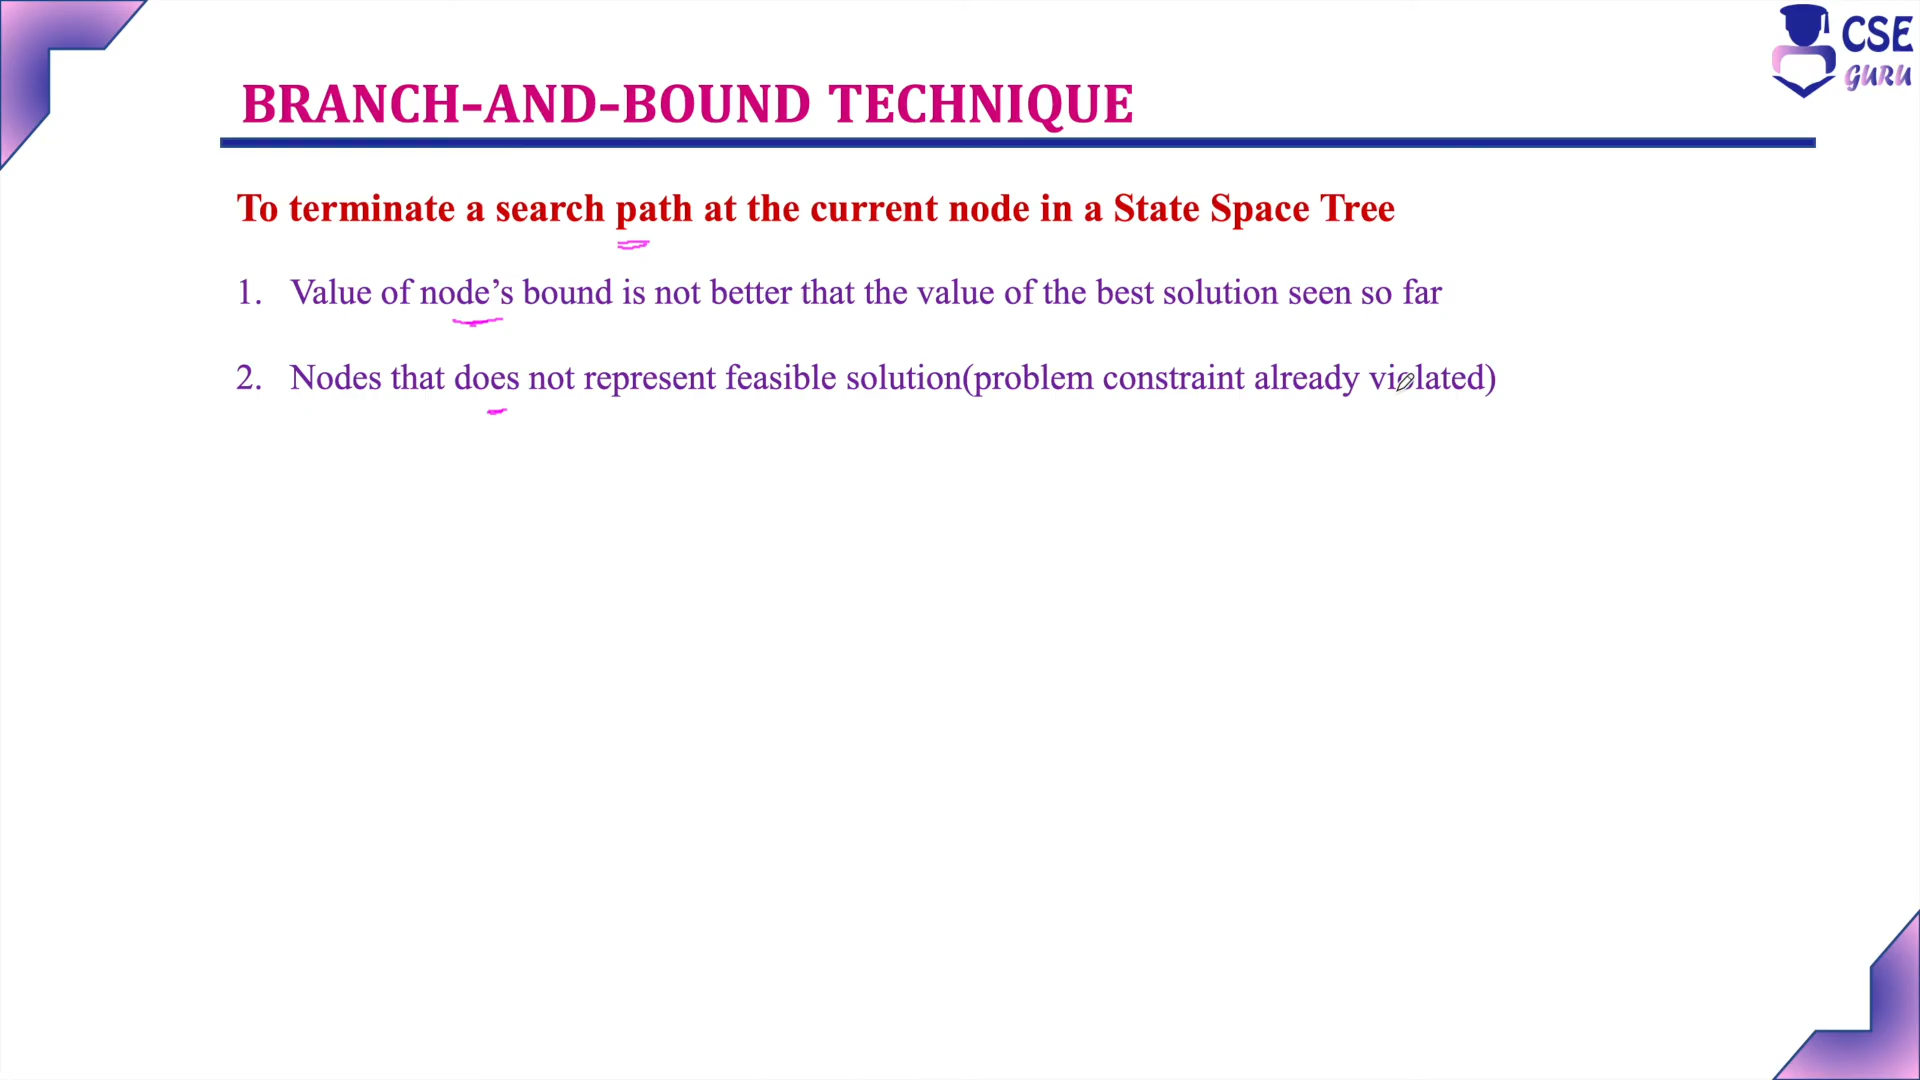 CSE
GURU
BRANCH-AND-BOUND TECHNIQUE
To terminate a search path at the current node in a State Space Tree
1. Value of node’s bound is not better that the value of the best solution seen so far
2. Nodes that does not represent feasible solution(problem constraint already violated)